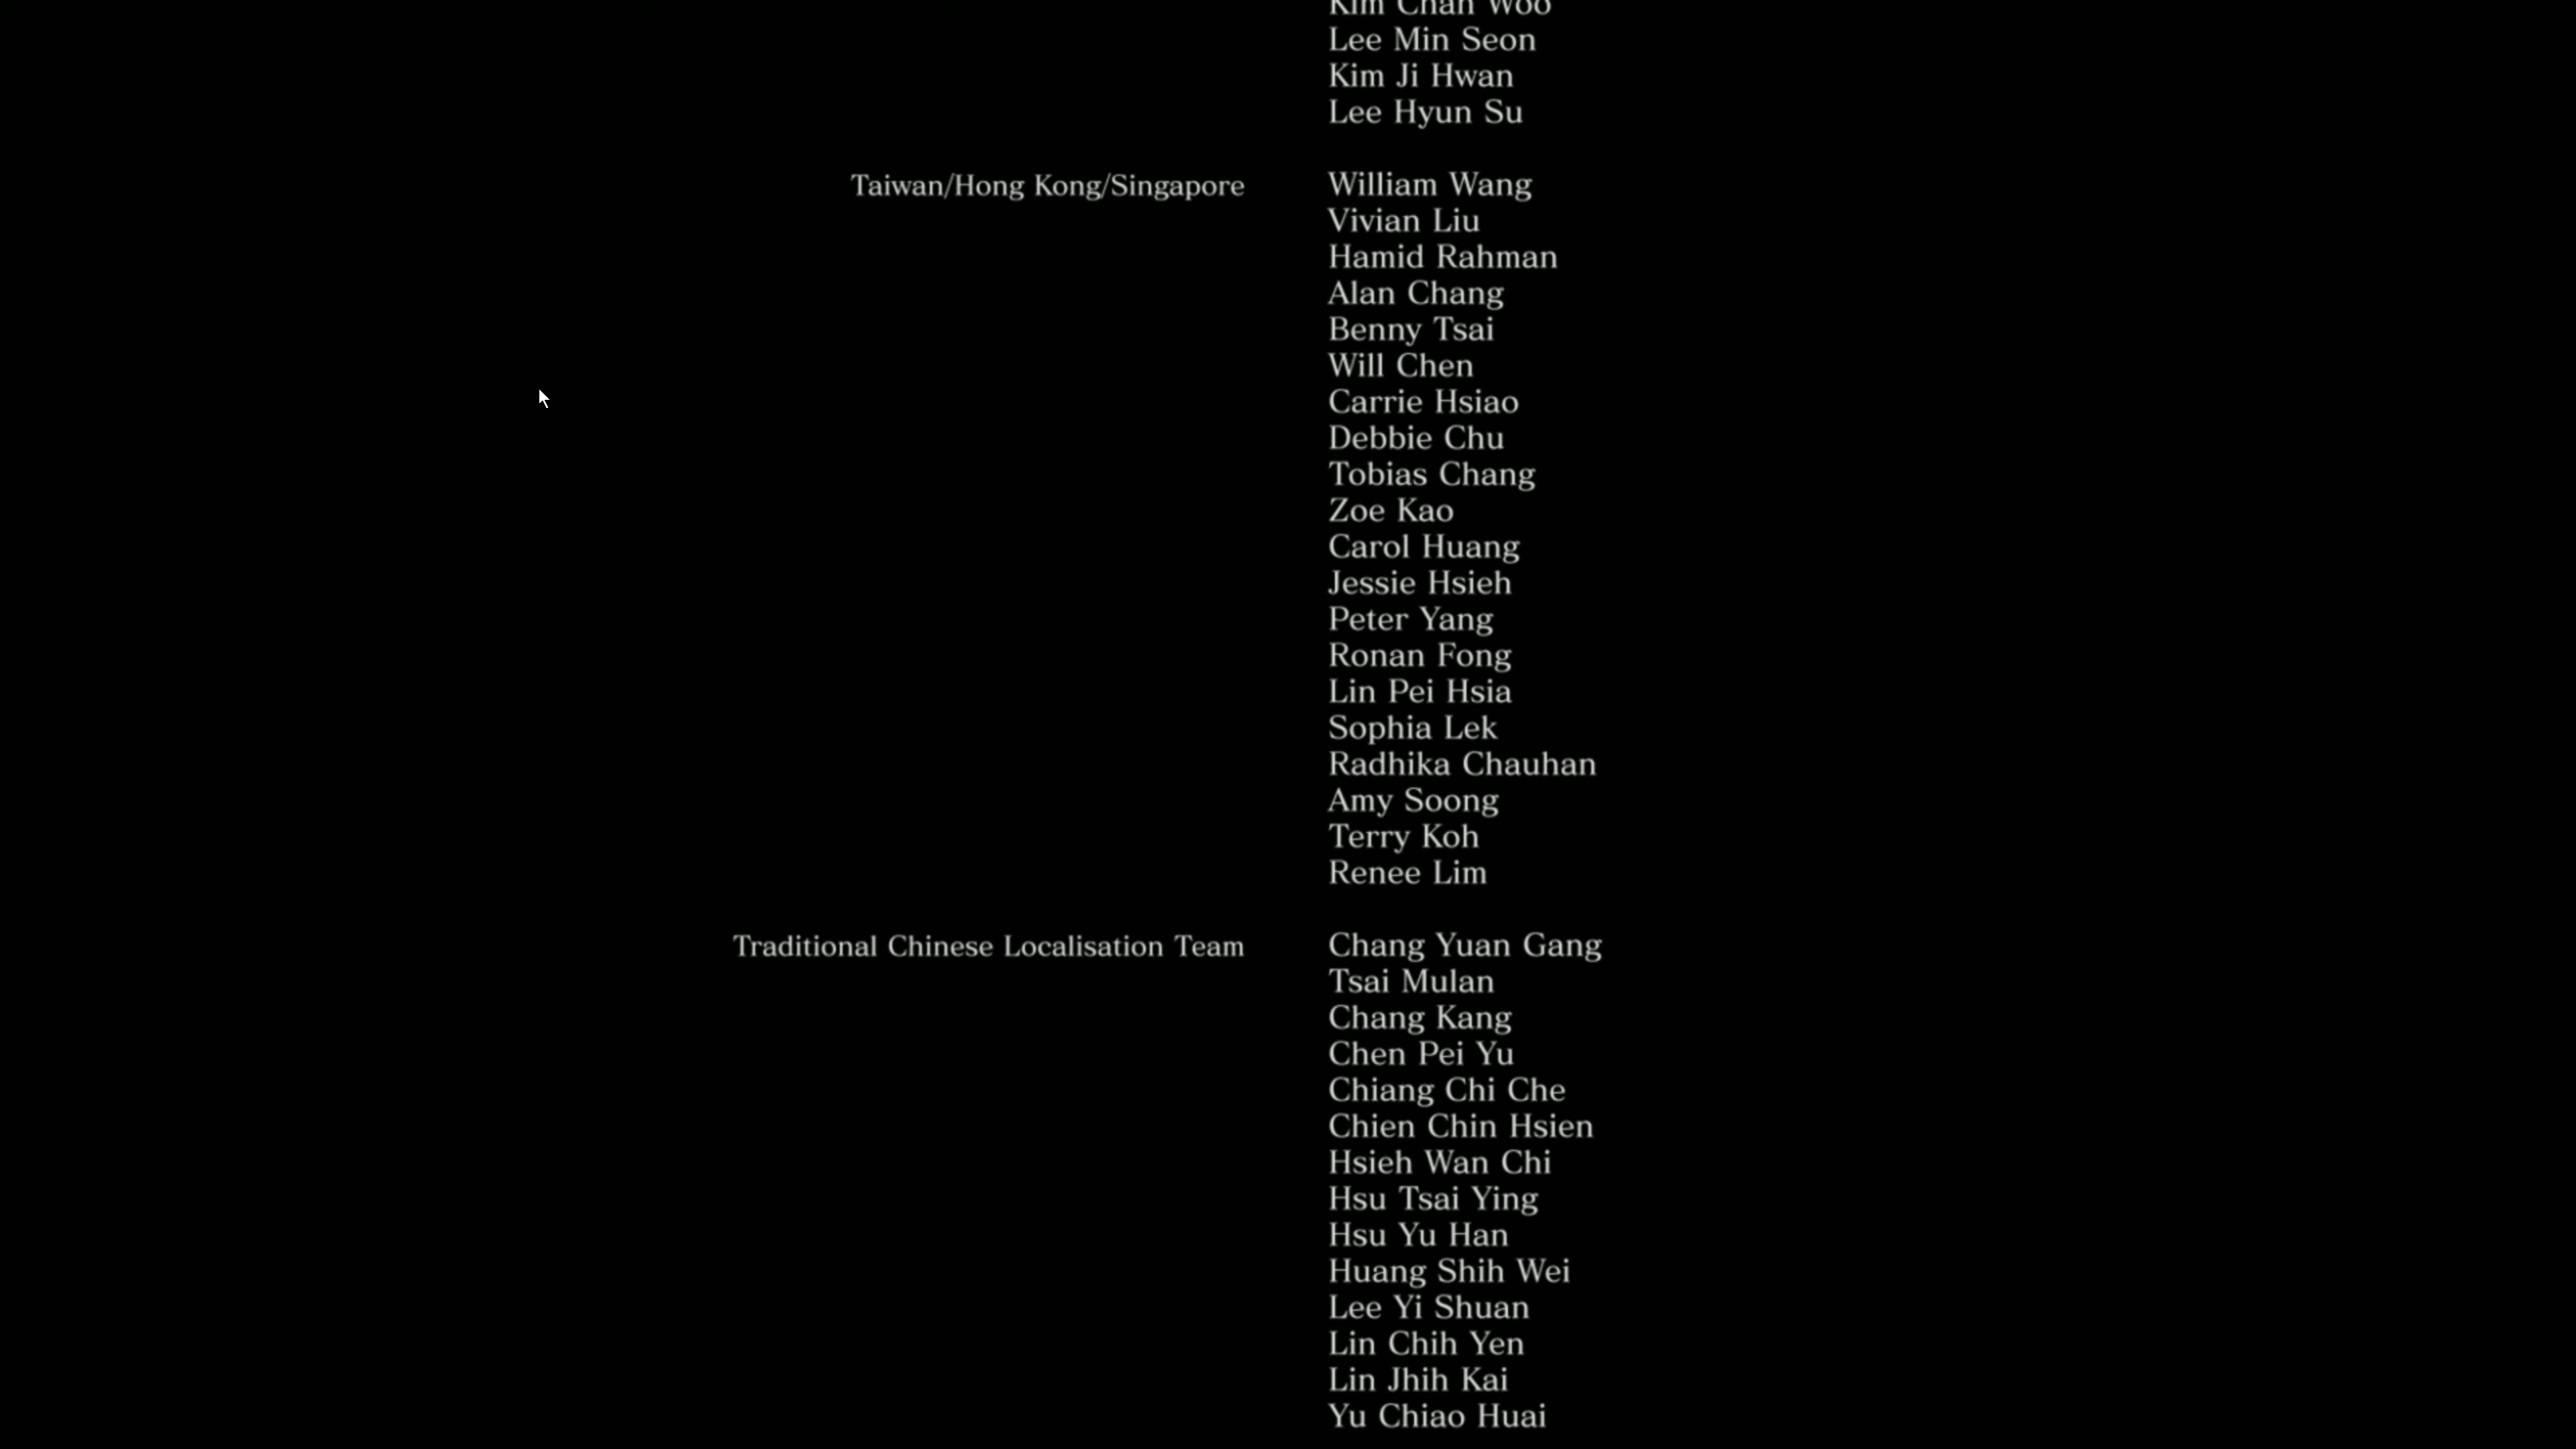 Kim Chan Woo
Lee Min Seon
Kim Ji Hwan
Lee Hyun Su
Taiwan/Hong Kong/Singapore
William Wang
Vivian Liu
Hamid Rahman
Alan Chang
Benny Tsai
Will Chen
Carrie Hsiao
Debbie Chu
Tobias Chang
Zoe Kao
Carol Huang
Jessie Hsieh
Peter Yang
Ronan Fong
Lin Pei Hsia
Sophia Lek
Radhika Chauhan
Amy Soong
Terry Koh
Renee Lim
Traditional Chinese Localisation Team
Chang Yuan Gang
Tsai Mulan
Chang Kang
Chen Pei Yu
Chiang Chi Che
Chien Chin Hsien
Hsieh Wan Chi
Hsu Tsai Ying
Hsu Yu Han
Huang Shih Wei
Lee Yi Shuan
Lin Chih Yen
Lin Jhih Kai
Yu Chiao Huai